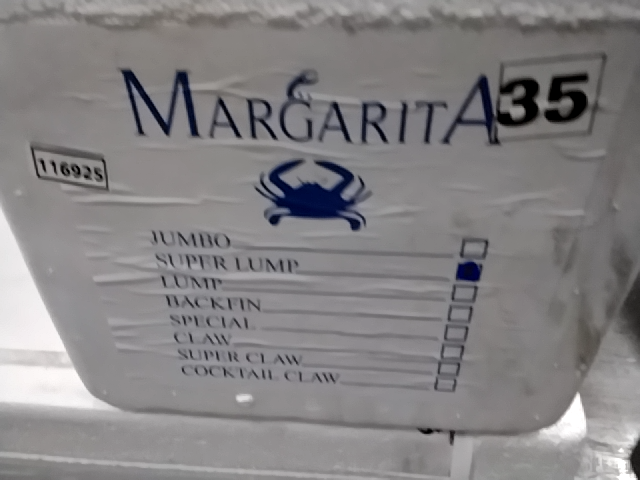 MARGARITA
35
116925
JUMBO
SUPER LUMP
LUMP
BACKFIN
SPECIAL
CLAW
SUPER CLAW
COCKTAIL CLAW